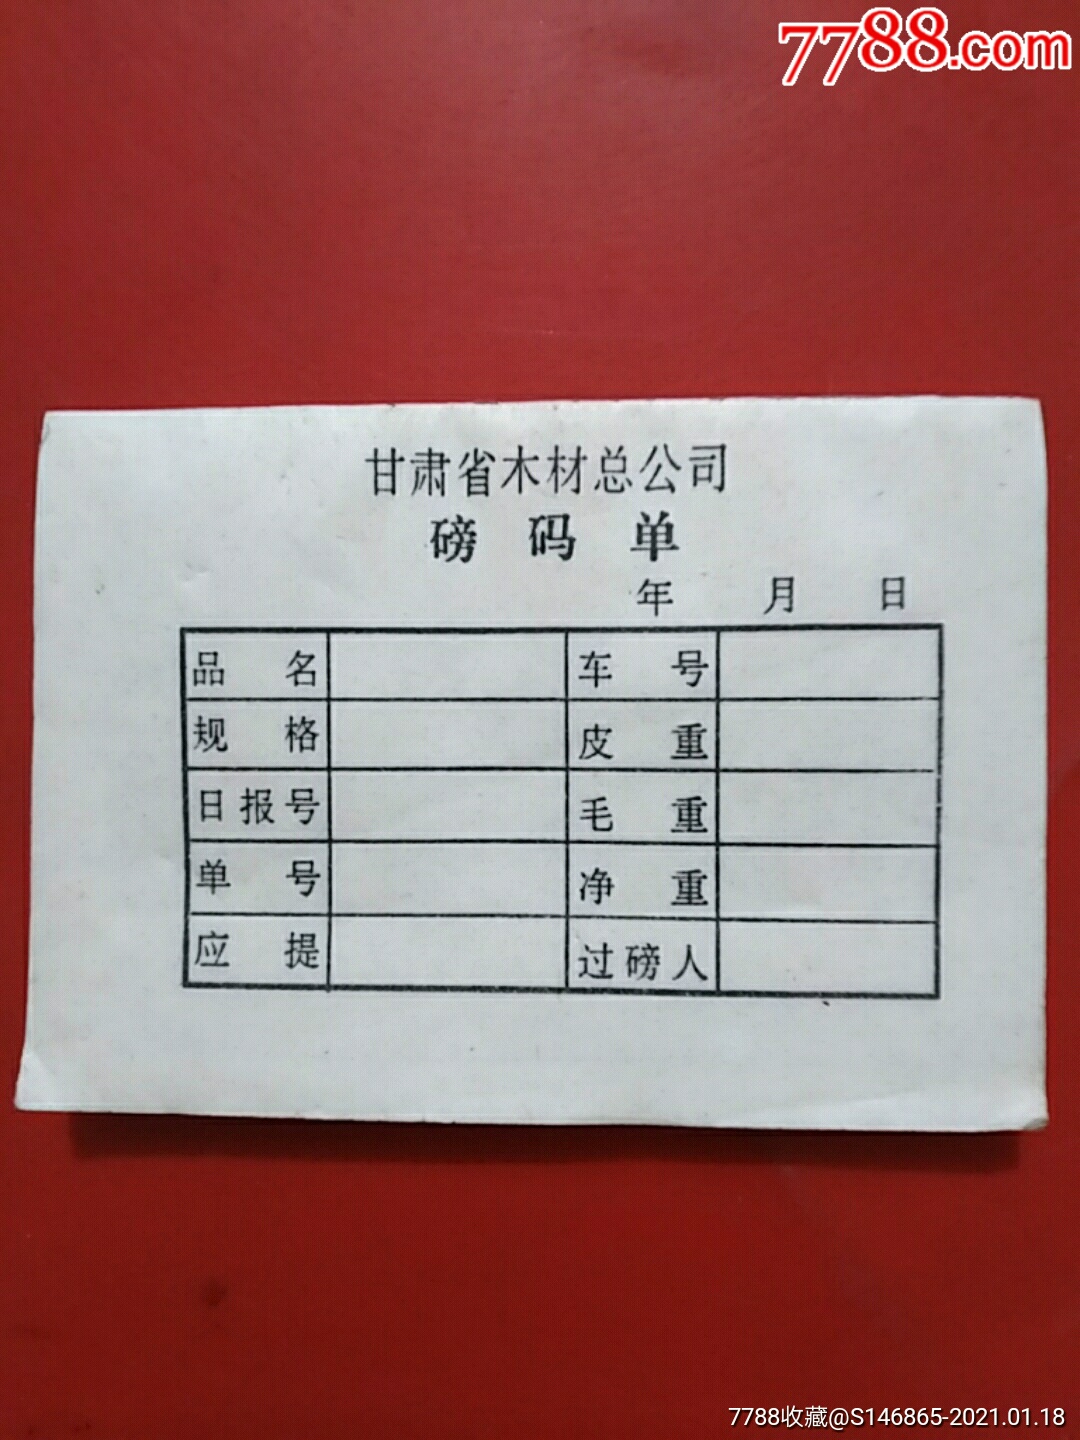 7788.com
甘肃省木材总公司
磅码单
年 月 日
品名 车号
规格 皮重
日报号 毛重
单号 净重
应提 过磅人
7788收藏@S146865-2021.01.18